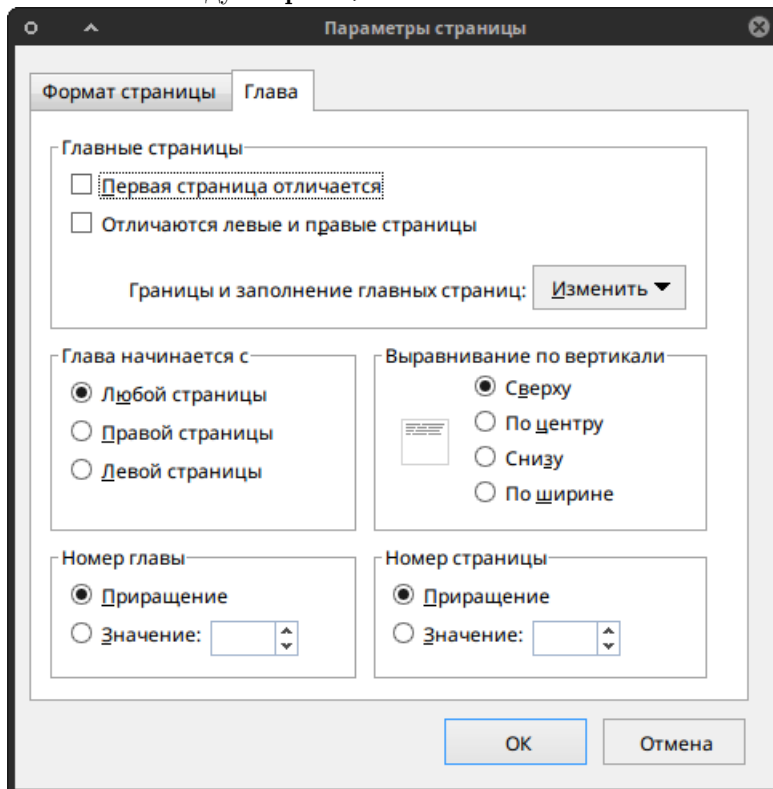 Параметры страницы
Формат страницы
Глава
Главные страницы
Первая страница отличается
Отличаются левые и правые страницы
Границы и заполнение главных страниц:
Изменить
Глава начинается с
Любой страницы
Правой страницы
Левой страницы
Выравнивание по вертикали
Сверху
По центру
Снизу
По ширине
Номер главы
Приращение
Значение:
Номер страницы
Приращение
Значение:
ОК
Отмена